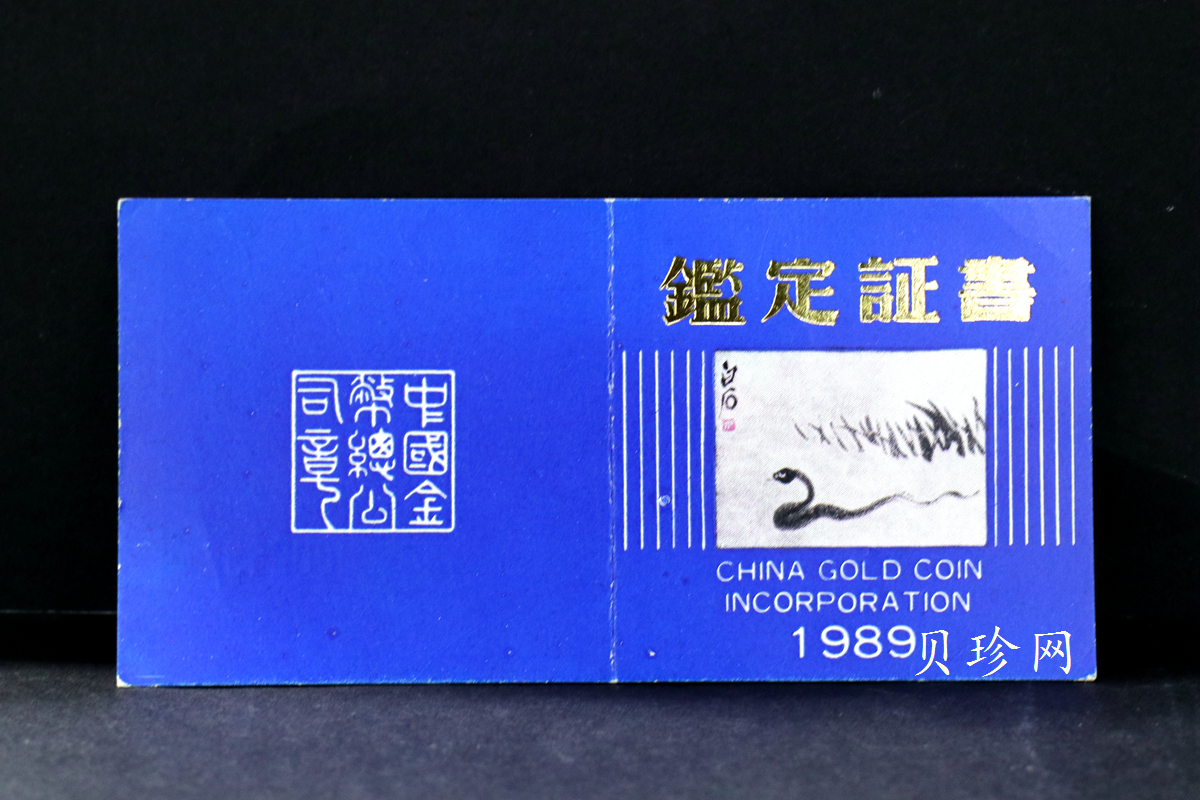 中國金
幣總公
司章
鑑定証書
白石
CHINA GOLD COIN
INCORPORATION
1989
贝珍网